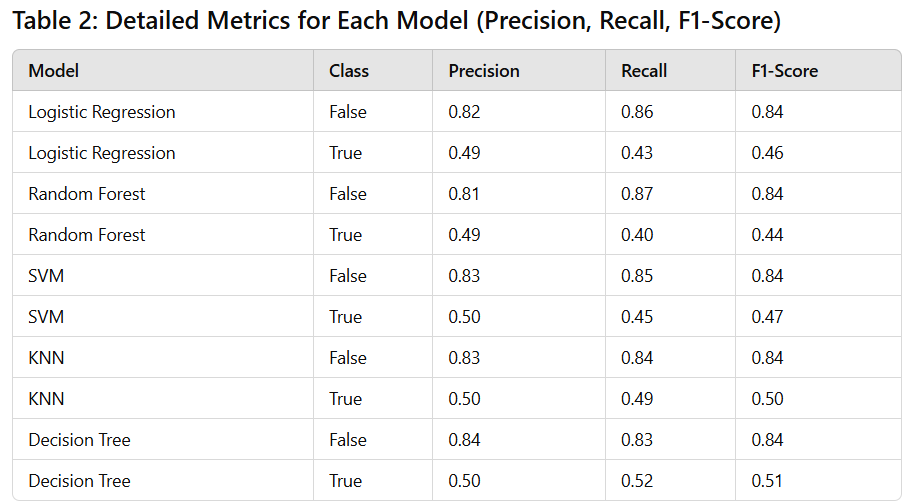 Table 2: Detailed Metrics for Each Model (Precision, Recall, F1-Score)
Model Class Precision Recall F1-Score
Logistic Regression False 0.82 0.86 0.84
Logistic Regression True 0.49 0.43 0.46
Random Forest False 0.81 0.87 0.84
Random Forest True 0.49 0.40 0.44
SVM False 0.83 0.85 0.84
SVM True 0.50 0.45 0.47
KNN False 0.83 0.84 0.84
KNN True 0.50 0.49 0.50
Decision Tree False 0.84 0.83 0.84
Decision Tree True 0.50 0.52 0.51